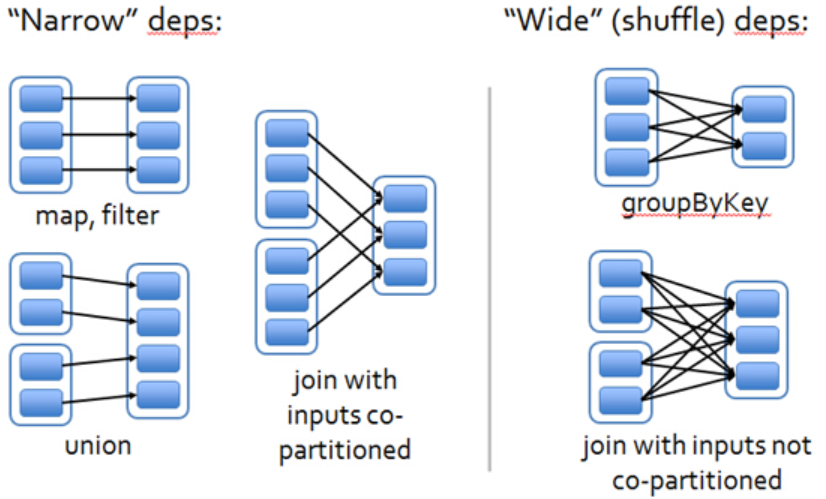 “Narrow” deps:
map, filter
union
join with
inputs co-
partitioned
“Wide” (shuffle) deps:
groupByKey
join with inputs not
co-partitioned